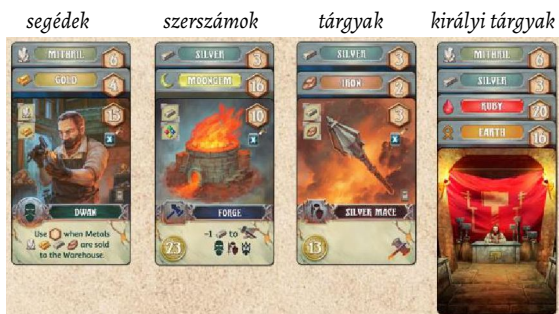 segédek
szerszámok
tárgyak
királyi tárgyak
MITHRIL 6
GOLD 4
15
DWAN
Use when Metals
are sold
to the Warehouse.
SILVER 3
MOONGEM 16
10
FORGE
-1 to
23
SILVER 3
IRON 2
3
SILVER MACE
13
MITHRIL 6
SILVER 3
RUBY 20
EARTH 16